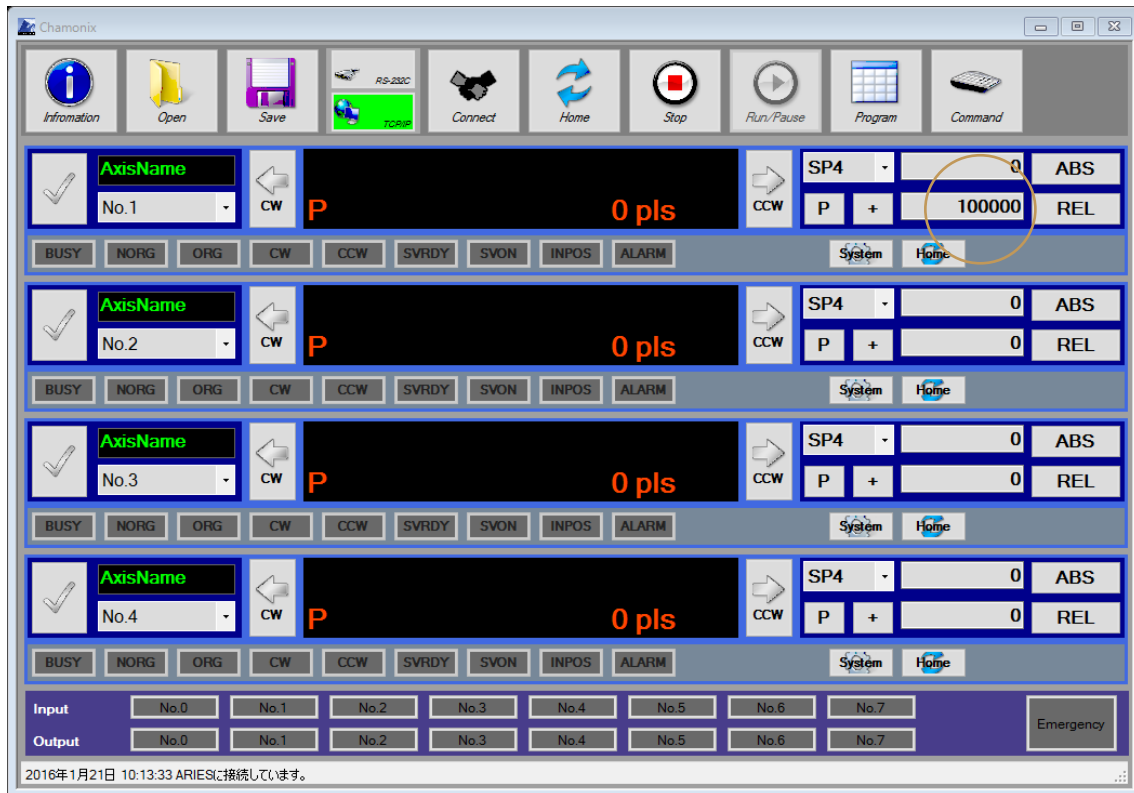 Chamonix
Infromation Open Save RS-232C TCP/IP Connect Home Stop Run/Pause Program Command
AxisName SP4 0 ABS
No.1 CW P 0 pls CCW P + 100000 REL
BUSY NORG ORG CW CCW SVRDY SVON INPOS ALARM System Home
AxisName SP4 0 ABS
No.2 CW P 0 pls CCW P + 0 REL
BUSY NORG ORG CW CCW SVRDY SVON INPOS ALARM System Home
AxisName SP4 0 ABS
No.3 CW P 0 pls CCW P + 0 REL
BUSY NORG ORG CW CCW SVRDY SVON INPOS ALARM System Home
AxisName SP4 0 ABS
No.4 CW P 0 pls CCW P + 0 REL
BUSY NORG ORG CW CCW SVRDY SVON INPOS ALARM System Home
Input No.0 No.1 No.2 No.3 No.4 No.5 No.6 No.7
Emergency
Output No.0 No.1 No.2 No.3 No.4 No.5 No.6 No.7
2016年1月21日 10:13:33 ARIESに接続しています。